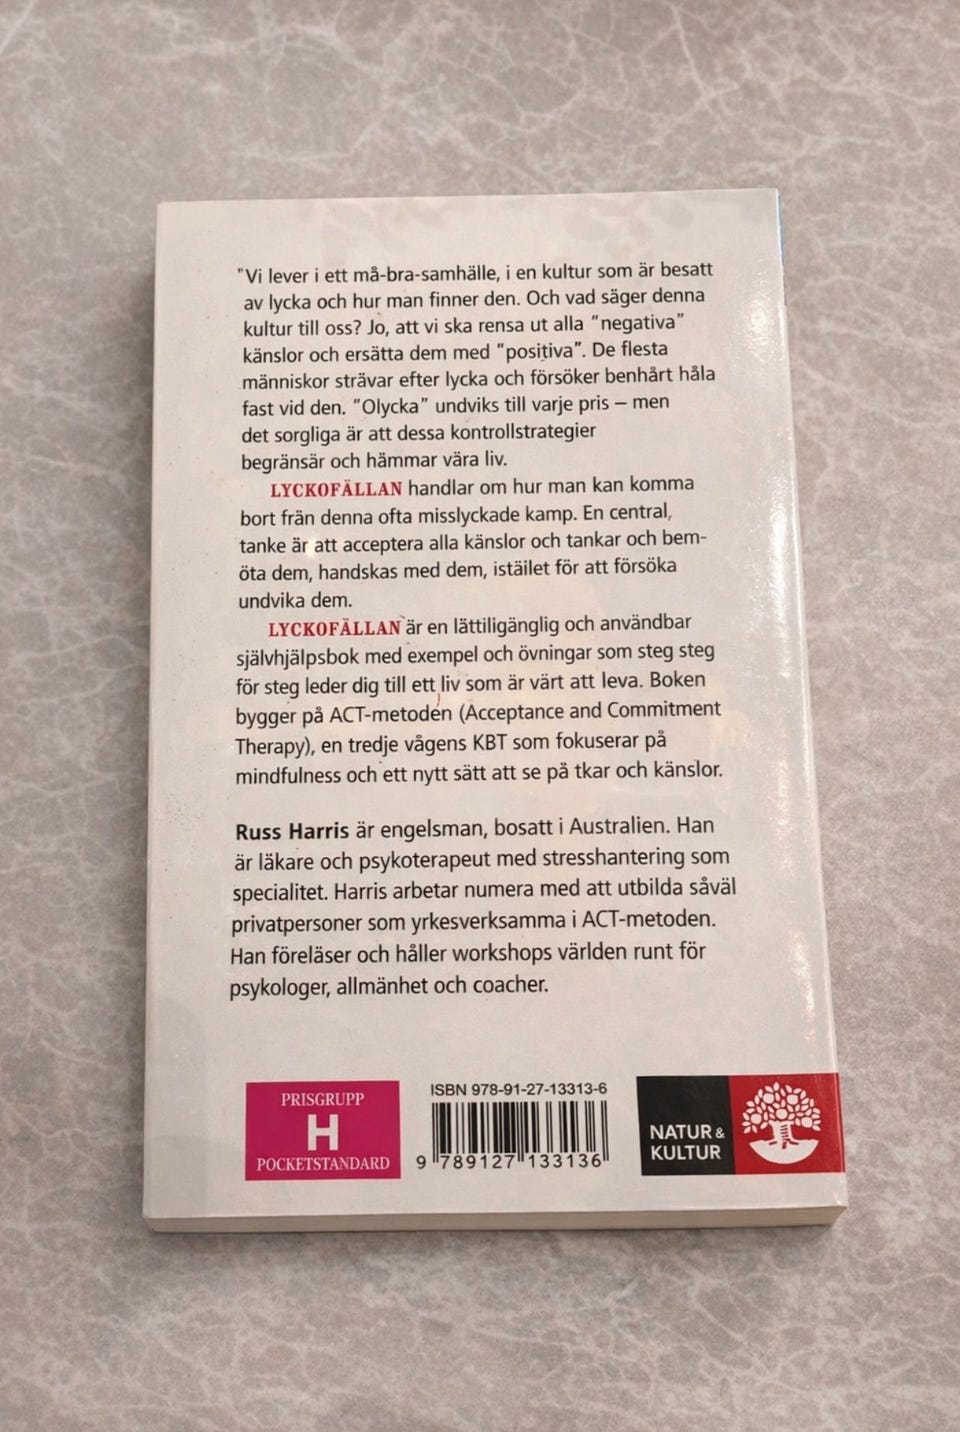 "Vi lever i ett må-bra-samhälle, i en kultur som är besatt
av lycka och hur man finner den. Och vad säger denna
kultur till oss? Jo, att vi ska rensa ut alla "negativa"
känslor och ersätta dem med "positiva". De flesta
människor strävar efter lycka och försöker benhårt håla
fast vid den. "Olycka" undviks till varje pris – men
det sorgliga är att dessa kontrollstrategier
begränsär och hämmar vära liv.
LYCKOFÄLLAN handlar om hur man kan komma
bort frän denna ofta misslyckade kamp. En central,
tanke är att acceptera alla känslor och tankar och bem-
öta dem, handskas med dem, istäilet för att försöka
undvika dem.
LYCKOFÄLLAN är en lättiligänglig och användbar
självhjälpsbok med exempel och övningar som steg steg
för steg leder dig till ett liv som är värt att leva. Boken
bygger på ACT-metoden (Acceptance and Commitment
Therapy), en tredje vågens KBT som fokuserar på
mindfulness och ett nytt sätt att se på tkar och känslor.
Russ Harris är engelsman, bosatt i Australien. Han
är läkare och psykoterapeut med stresshantering som
specialitet. Harris arbetar numera med att utbilda såväl
privatpersoner som yrkesverksamma i ACT-metoden.
Han föreläser och håller workshops världen runt för
psykologer, allmänhet och coacher.
PRISGRUPP
H
POCKETSTANDARD
ISBN 978-91-27-13313-6
9 789127 133136
NATUR &
KULTUR